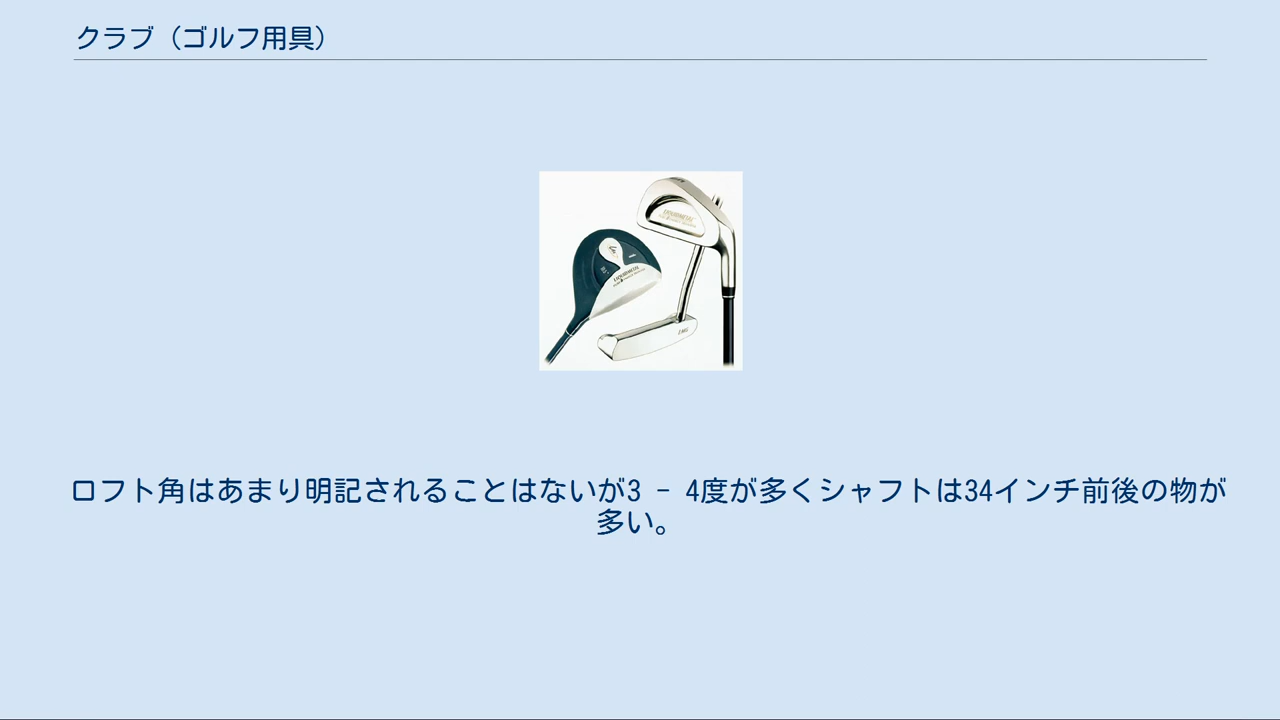 クラブ（ゴルフ用具）
ロフト角はあまり明記されることはないが3 - 4度が多くシャフトは34インチ前後の物が
多い。